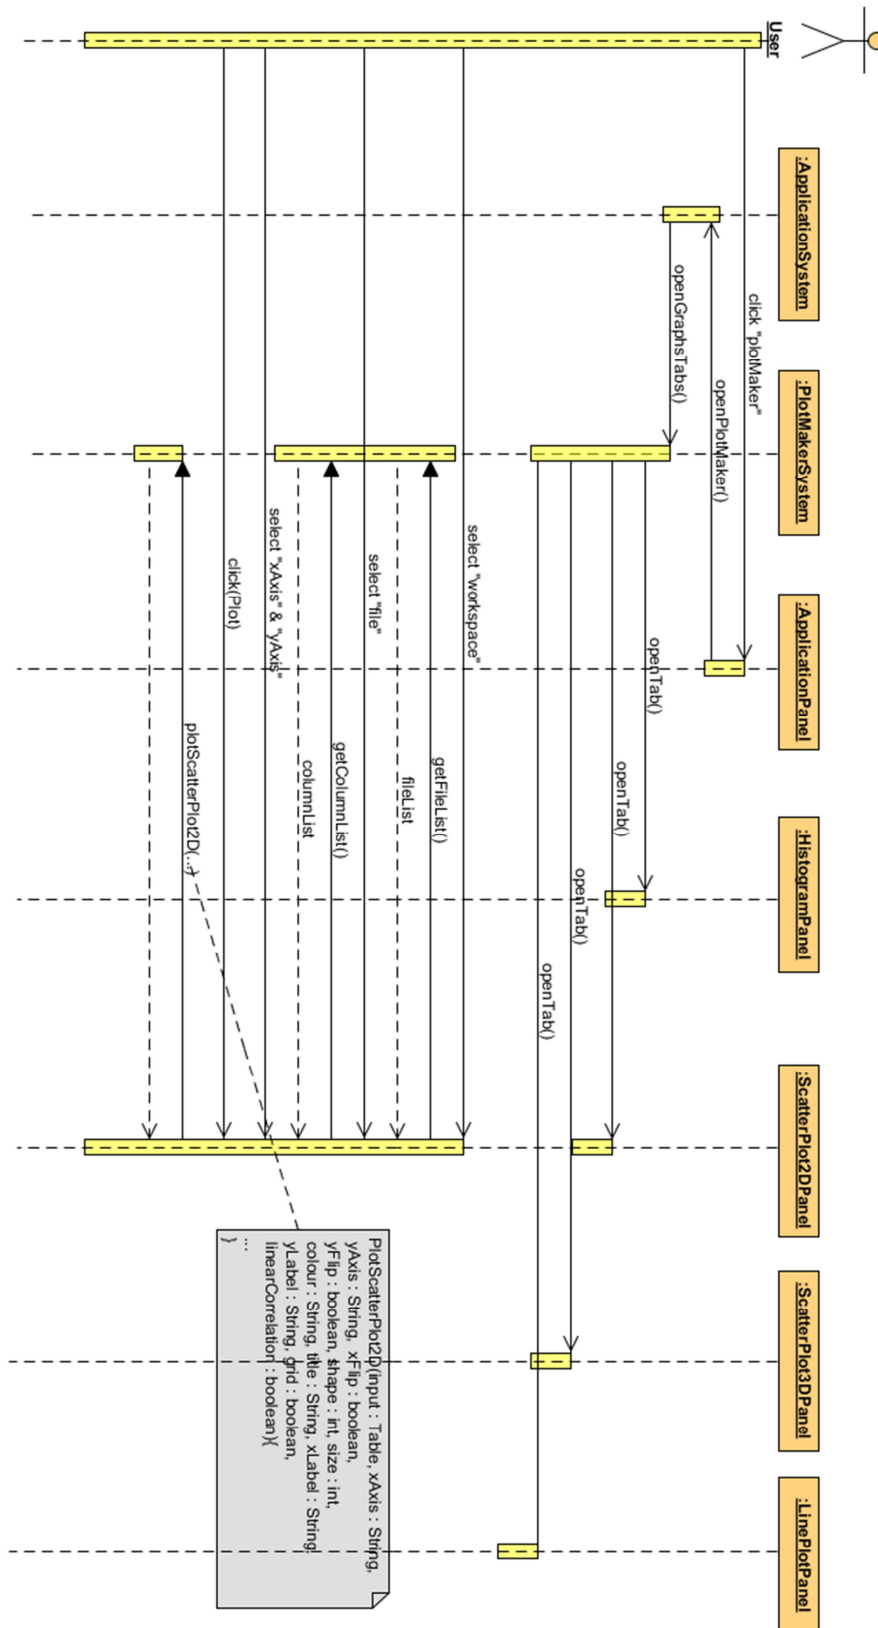 User
:ApplicationSystem
:PlotMakerSystem
:ApplicationPanel
:HistogramPanel
:ScatterPlot2DPanel
:ScatterPlot3DPanel
:LinePlotPanel
click "plotMaker"
openPlotMaker()
openGraphsTabs()
openTab()
openTab()
openTab()
openTab()
select "workspace"
getFileList()
fileList
select "file"
getColumnList()
columnList
select "xAxis" & "yAxis"
click(Plot)
plotScatterPlot2D(...)
PlotScatterPlot2D(input : Table, xAxis : String,
yAxis : String, xFlip : boolean,
yFlip : boolean, shape : int, size : int,
colour : String, title : String, xLabel : String,
yLabel : String, grid : boolean,
linearCorrelation : boolean){
...
}